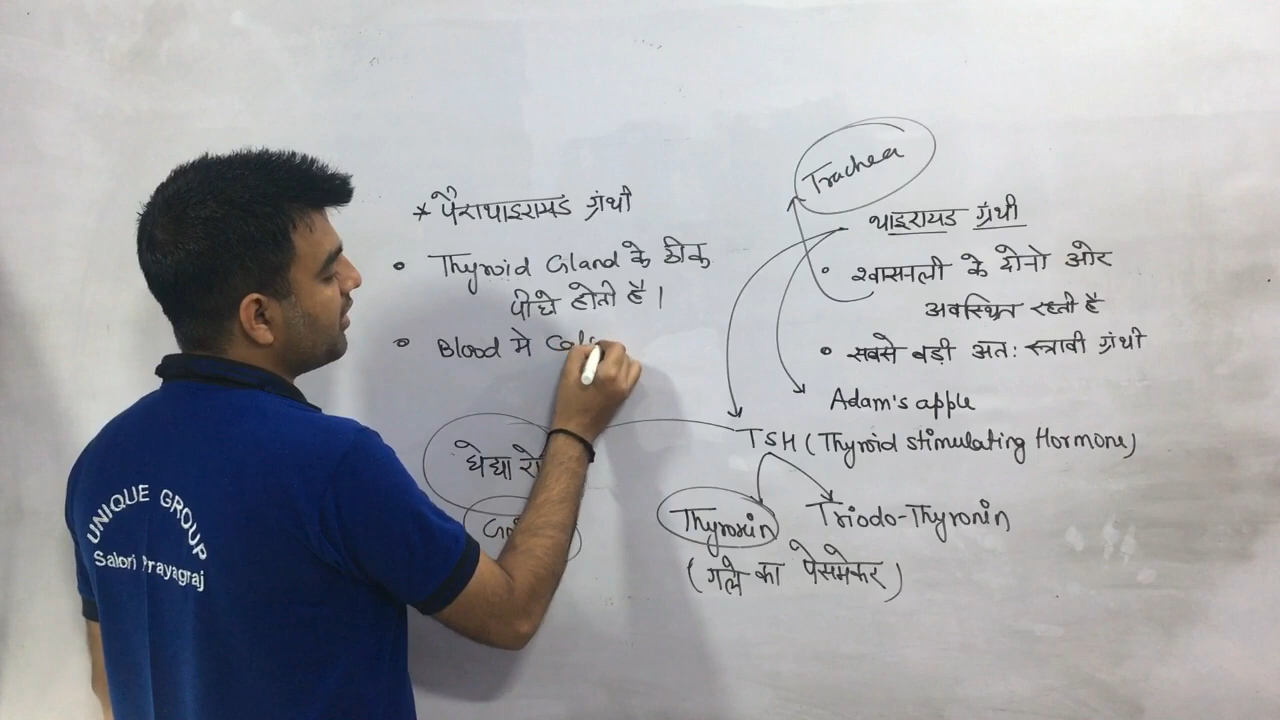 * पैराथाइरायड ग्रंथी
• Thyroid Gland के ठीक
पीछे होती है।
• Blood मे
घेघा
Trachea
थाइरायड ग्रंथी
• श्वासनली के दोनो ओर
अवस्थित रहती है
• सबसे बड़ी अतः स्त्रावी ग्रंथी
Adam's apple
TSH (Thyroid stimulating Hormone)
Thyroxin Triodo-Thyronin
(गले का पेसमेकर)
UNIQUE GROUP
Salori Prayagraj